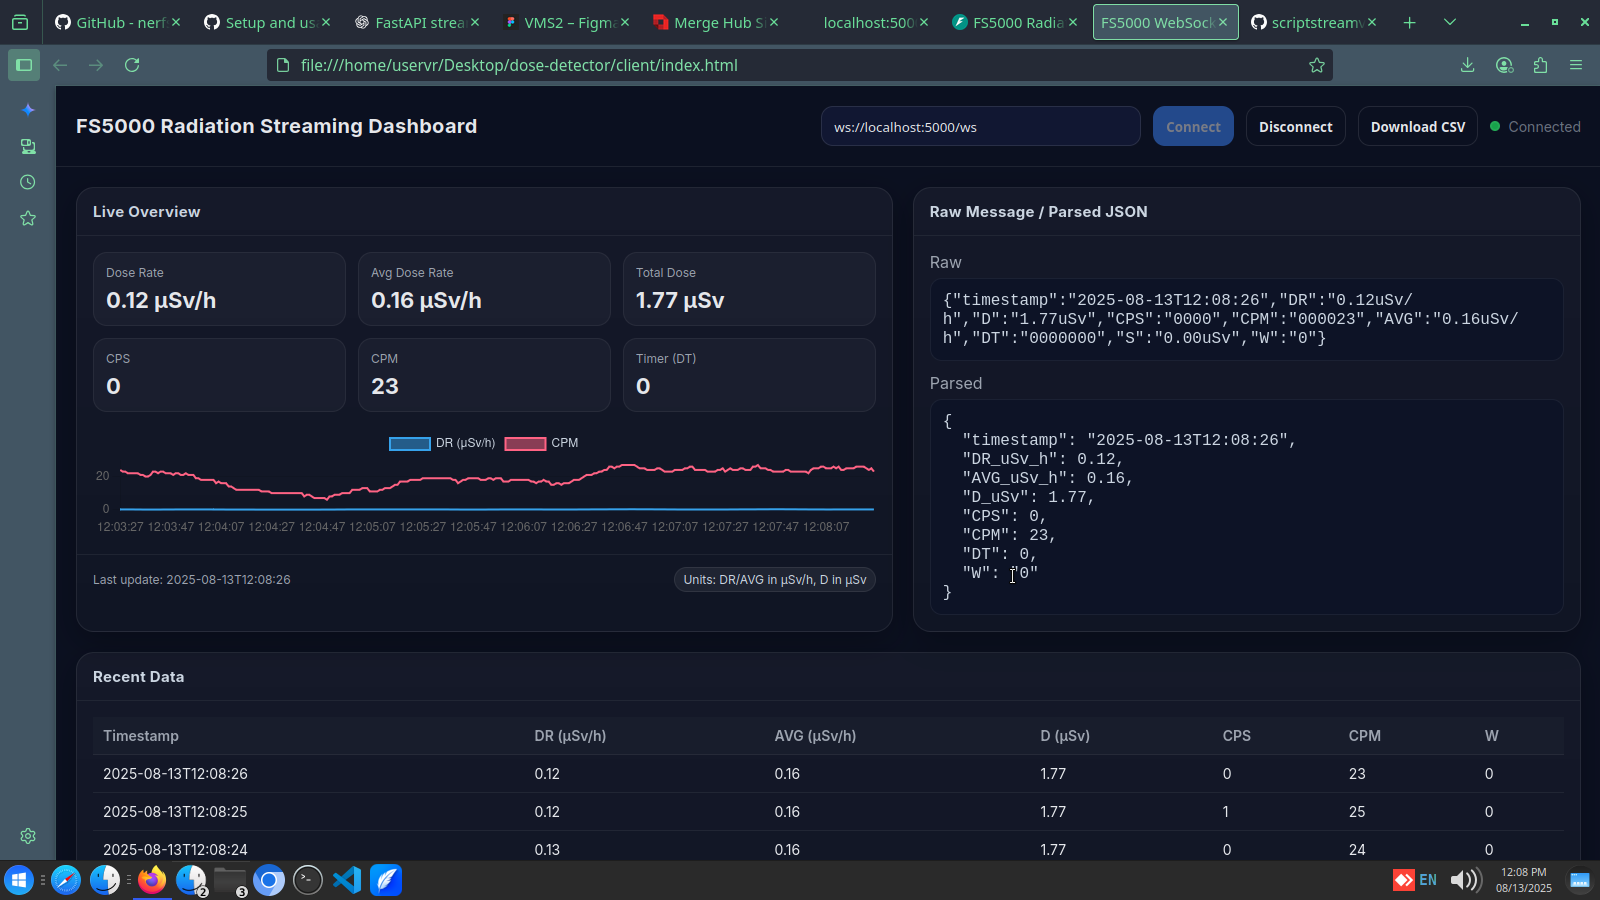 GitHub - nerf
Setup and us
FastAPI strea
VMS2 – Figm
Merge Hub S
localhost:500
FS5000 Radia
FS5000 WebSock
scriptstreamv
file:///home/uservr/Desktop/dose-detector/client/index.html
FS5000 Radiation Streaming Dashboard
ws://localhost:5000/ws
Connect
Disconnect
Download CSV
Connected
Live Overview
Dose Rate
0.12 µSv/h
Avg Dose Rate
0.16 µSv/h
Total Dose
1.77 µSv
CPS
0
CPM
23
Timer (DT)
0
DR (µSv/h) CPM
20
0
12:03:27 12:03:47 12:04:07 12:04:27 12:04:47 12:05:07 12:05:27 12:05:47 12:06:07 12:06:27 12:06:47 12:07:07 12:07:27 12:07:47 12:08:07
Last update: 2025-08-13T12:08:26
Units: DR/AVG in µSv/h, D in µSv
Raw Message / Parsed JSON
Raw
{"timestamp":"2025-08-13T12:08:26","DR":"0.12uSv/
h","D":"1.77uSv","CPS":"0000","CPM":"000023","AVG":"0.16uSv/
h","DT":"0000000","S":"0.00uSv","W":"0"}
Parsed
{
"timestamp": "2025-08-13T12:08:26",
"DR_uSv_h": 0.12,
"AVG_uSv_h": 0.16,
"D_uSv": 1.77,
"CPS": 0,
"CPM": 23,
"DT": 0,
"W": "0"
}
Recent Data
Timestamp DR (µSv/h) AVG (µSv/h) D (µSv) CPS CPM W
2025-08-13T12:08:26 0.12 0.16 1.77 0 23 0
2025-08-13T12:08:25 0.12 0.16 1.77 1 25 0
2025-08-13T12:08:24 0.13 0.16 1.77 0 24 0
2
3
EN
12:08 PM
08/13/2025